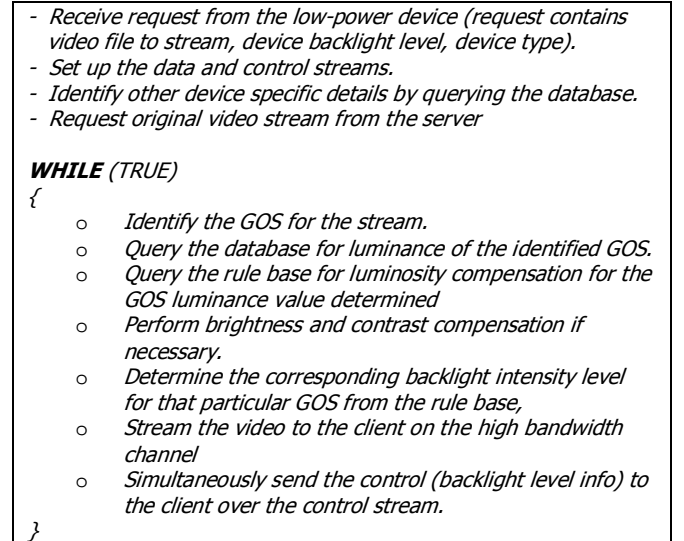 - Receive request from the low-power device (request contains
video file to stream, device backlight level, device type).
- Set up the data and control streams.
- Identify other device specific details by querying the database.
- Request original video stream from the server
WHILE (TRUE)
{
o Identify the GOS for the stream.
o Query the database for luminance of the identified GOS.
o Query the rule base for luminosity compensation for the
GOS luminance value determined
o Perform brightness and contrast compensation if
necessary.
o Determine the corresponding backlight intensity level
for that particular GOS from the rule base,
o Stream the video to the client on the high bandwidth
channel
o Simultaneously send the control (backlight level info) to
the client over the control stream.
}